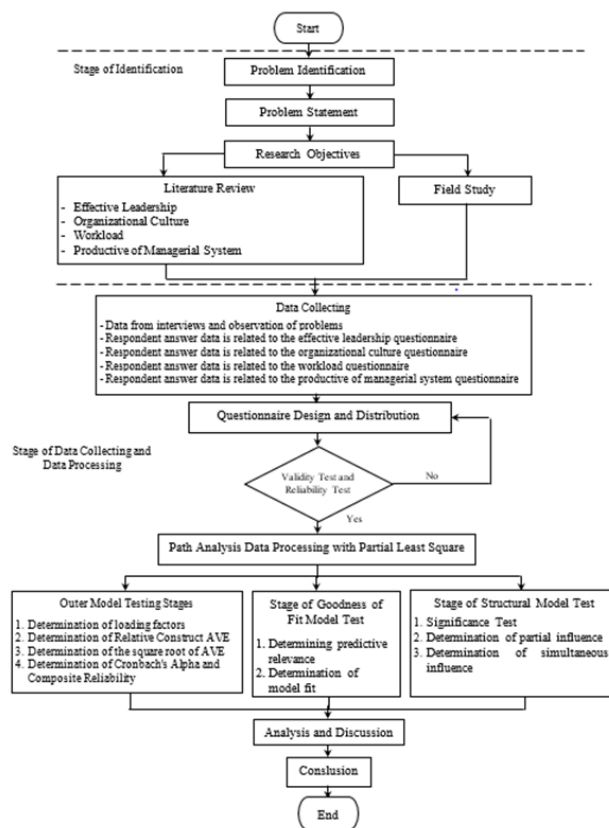 Start
Stage of Identification
Problem Identification
Problem Statement
Research Objectives
Literature Review
- Effective Leadership
- Organizational Culture
- Workload
- Productive of Managerial System
Field Study
Data Collecting
- Data from interviews and observation of problems
- Respondent answer data is related to the effective leadership questionnaire
- Respondent answer data is related to the organizational culture questionnaire
- Respondent answer data is related to the workload questionnaire
- Respondent answer data is related to the productive of managerial system questionnaire
Questionnaire Design and Distribution
Stage of Data Collecting and
Data Processing
Validity Test and
Reliability Test
No
Yes
Path Analysis Data Processing with Partial Least Square
Outer Model Testing Stages
1. Determination of loading factors
2. Determination of Relative Construct AVE
3. Determination of the square root of AVE
4. Determination of Cronbach's Alpha and
Composite Reliability
Stage of Goodness of
Fit Model Test
1. Determining predictive
relevance
2. Determination of
model fit
Stage of Structural Model Test
1. Significance Test
2. Determination of partial influence
3. Determination of simultaneous
influence
Analysis and Discussion
Conslusion
End